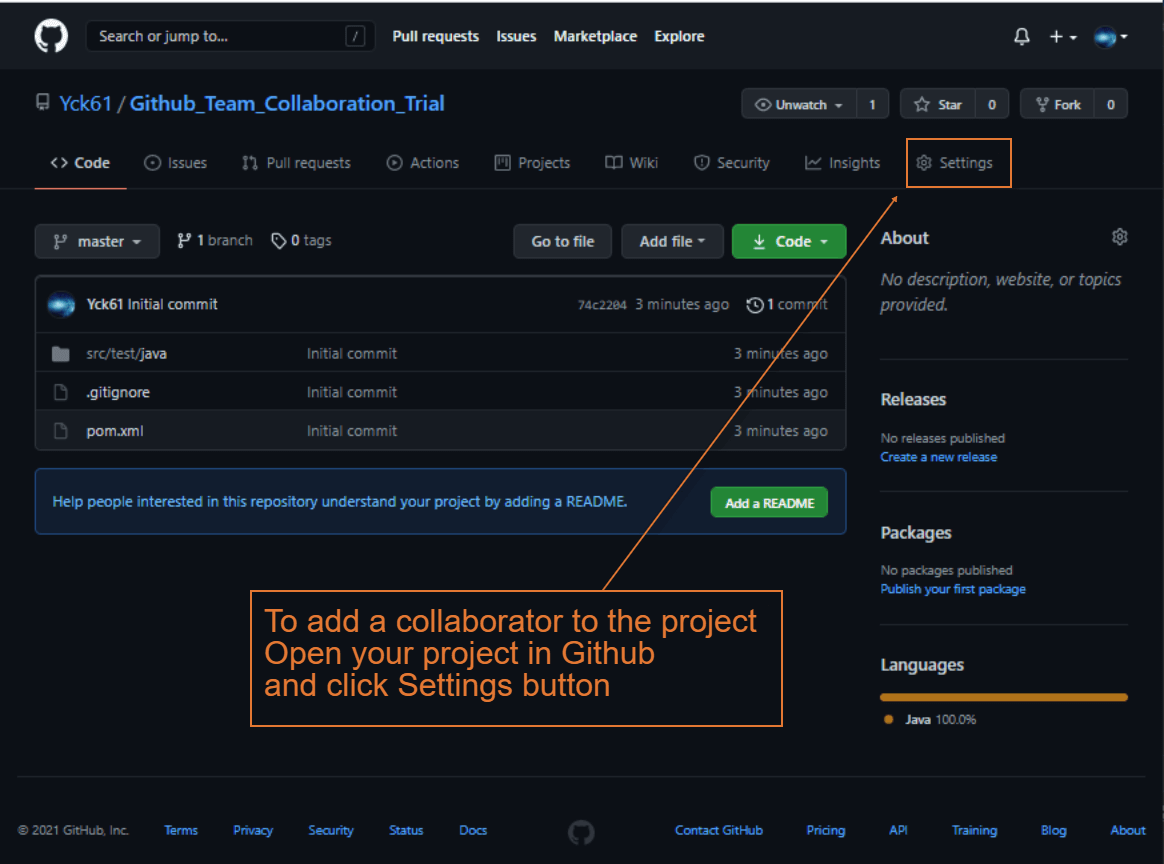 Search or jump to... /
Pull requests Issues Marketplace Explore
Yck61 / Github_Team_Collaboration_Trial
Unwatch 1 Star 0 Fork 0
<> Code Issues Pull requests Actions Projects Wiki Security Insights Settings
master 1 branch 0 tags Go to file Add file Code
About
No description, website, or topics
provided.
Yck61 Initial commit 74c2204 3 minutes ago 1 commit
src/test/java Initial commit 3 minutes ago
.gitignore Initial commit 3 minutes ago
pom.xml Initial commit 3 minutes ago
Help people interested in this repository understand your project by adding a README. Add a README
Releases
No releases published
Create a new release
Packages
No packages published
Publish your first package
Languages
Java 100.0%
To add a collaborator to the project
Open your project in Github
and click Settings button
© 2021 GitHub, Inc. Terms Privacy Security Status Docs Contact GitHub Pricing API Training Blog About